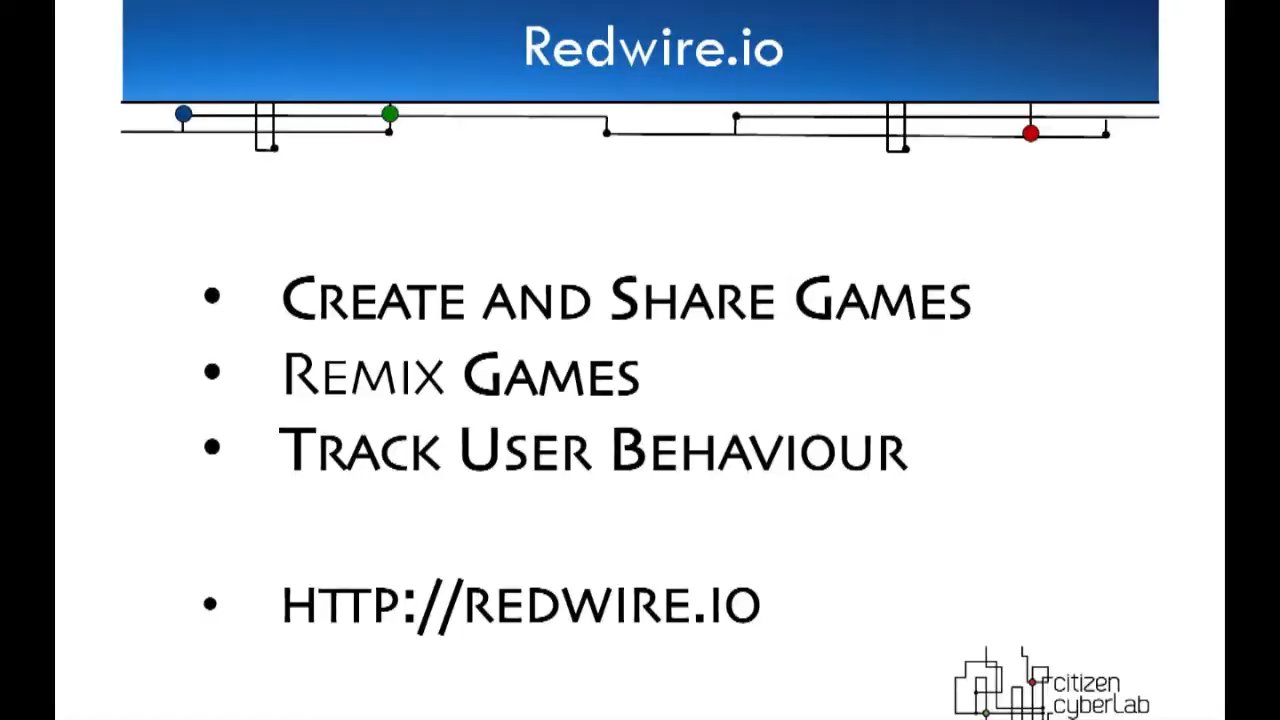 Redwire.io
• Create and Share Games
• Remix Games
• Track User Behaviour
• http://redwire.io
citizen
cyberLab